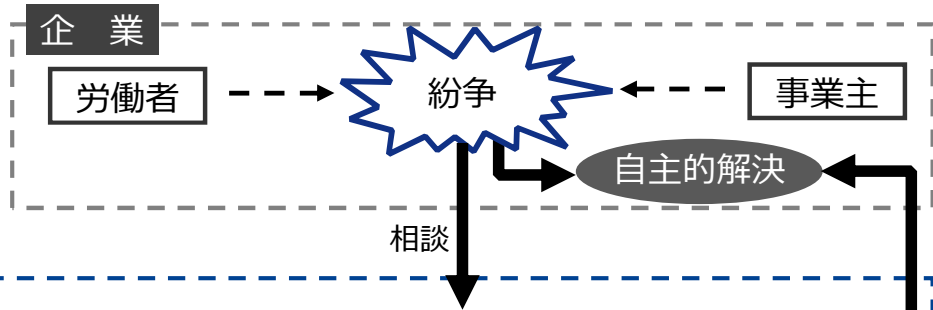 企　業
労働者
紛争
事業主
自主的解決
相談